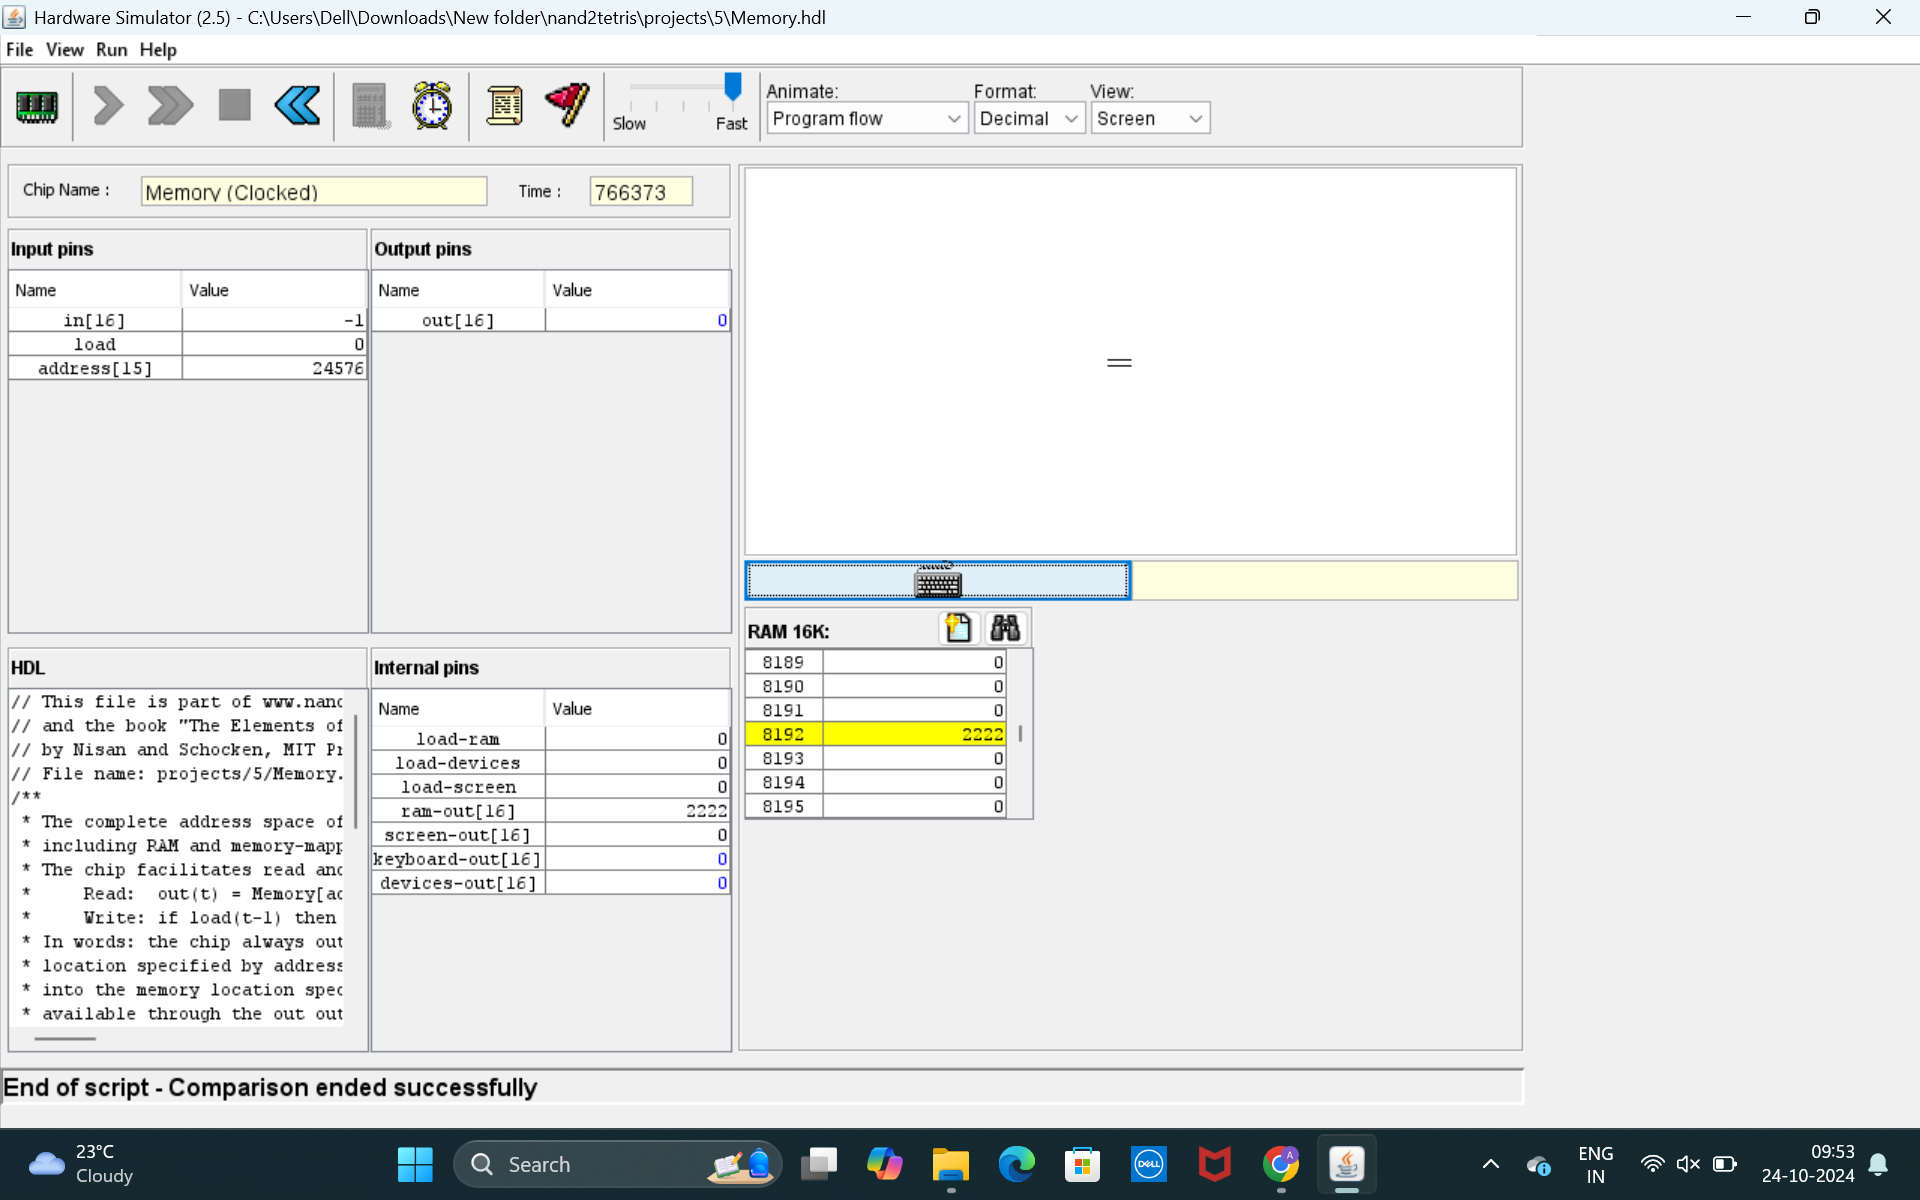 Hardware Simulator (2.5) - C:\Users\Dell\Downloads\New folder\nand2tetris\projects\5\Memory.hdl
File View Run Help
Slow Fast
Animate: Format: View:
Program flow Decimal Screen
Chip Name : Memory (Clocked) Time : 766373
Input pins
Name Value
in[16] -1
load 0
address[15] 24576
Output pins
Name Value
out[16] 0
HDL
// This file is part of www.nanc
// and the book "The Elements of
// by Nisan and Schocken, MIT Pr
// File name: projects/5/Memory.
/**
* The complete address space of
* including RAM and memory-mapp
* The chip facilitates read and
* Read: out(t) = Memory[ad
* Write: if load(t-1) then
* In words: the chip always out
* location specified by address
* into the memory location spec
* available through the out out
Internal pins
Name Value
load-ram 0
load-devices 0
load-screen 0
ram-out[16] 2222
screen-out[16] 0
keyboard-out[16] 0
devices-out[16] 0
RAM 16K:
8189 0
8190 0
8191 0
8192 2222
8193 0
8194 0
8195 0
End of script - Comparison ended successfully
23°C
Cloudy
Search
DELL
A
ENG
IN
09:53
24-10-2024